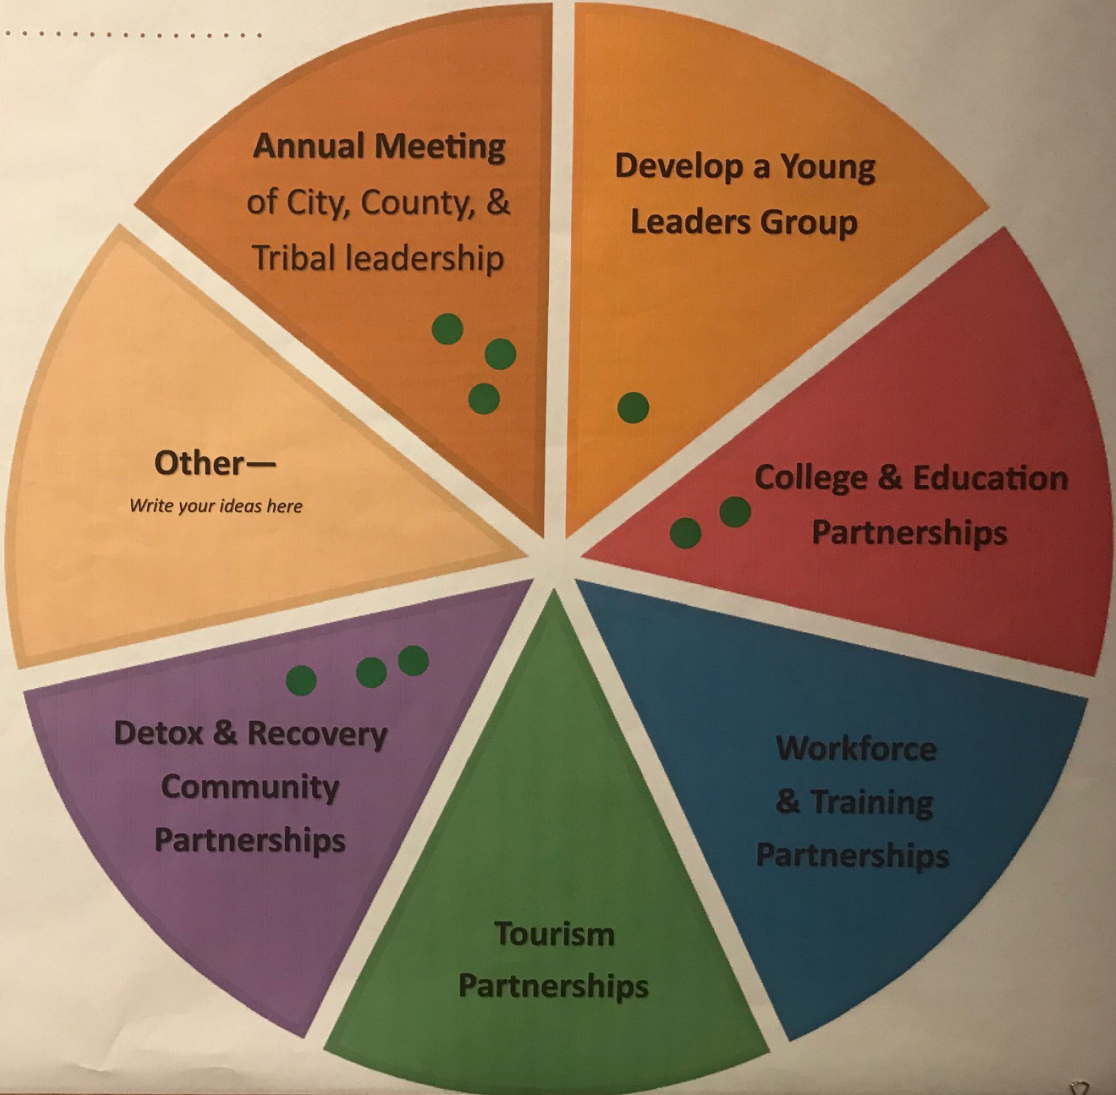 Annual Meeting
of City, County, &
Tribal leadership
Develop a Young
Leaders Group
College & Education
Partnerships
Workforce
& Training
Partnerships
Tourism
Partnerships
Detox & Recovery
Community
Partnerships
Other—
Write your ideas here